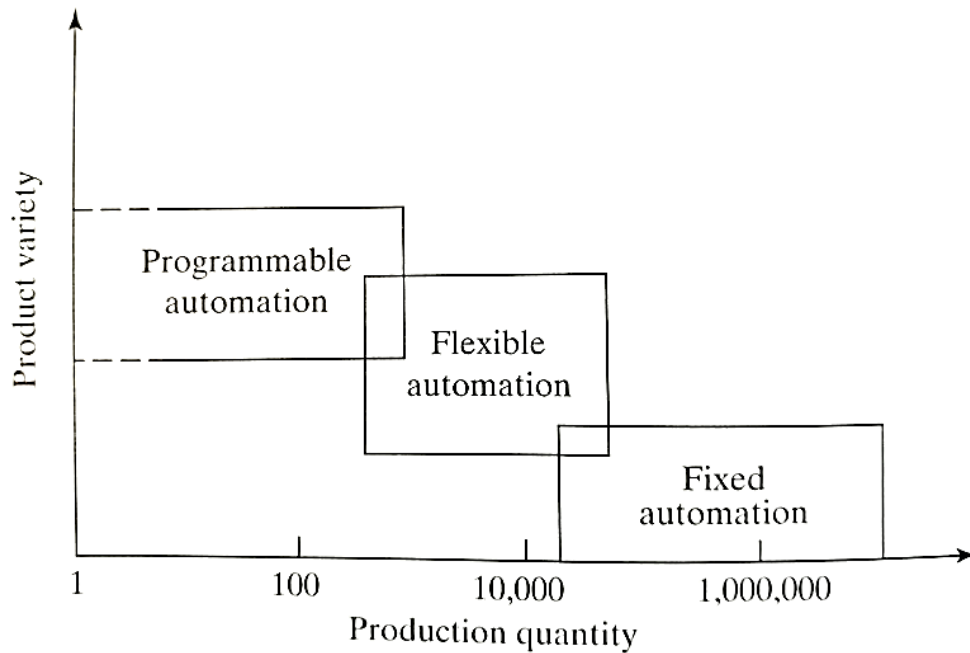 Product variety
Programmable
automation
Flexible
automation
Fixed
automation
1
100
10,000
1,000,000
Production quantity